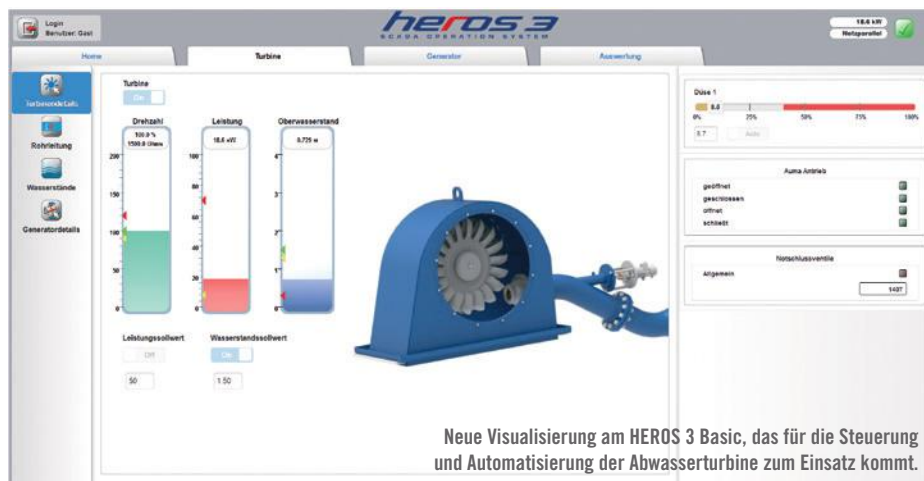 Login
Benutzer: Gast
heros 3
SCADA OPERATION SYSTEM
18.6 kW
Netzparallel
Home
Turbine
Generator
Auswertung
Turbinendetails
Rohrleitung
Wasserstände
Generatordetails
Turbine
On
Drehzahl
Leistung
Oberwasserstand
100.0 %
18.6 kW
0.725 m
200
150
100
50
0
100
80
60
40
20
0
4
3
2
1
0
Leistungssollwert
Wasserstandssollwert
Off
On
50
1.50
Düse 1
8.0
0%
25%
50%
75%
100%
Auto
Auma Antrieb
geöffnet
geschlossen
öffnet
schließt
Notschlussventile
Allgemein
Neue Visualisierung am HEROS 3 Basic, das für die Steuerung
und Automatisierung der Abwasserturbine zum Einsatz kommt.